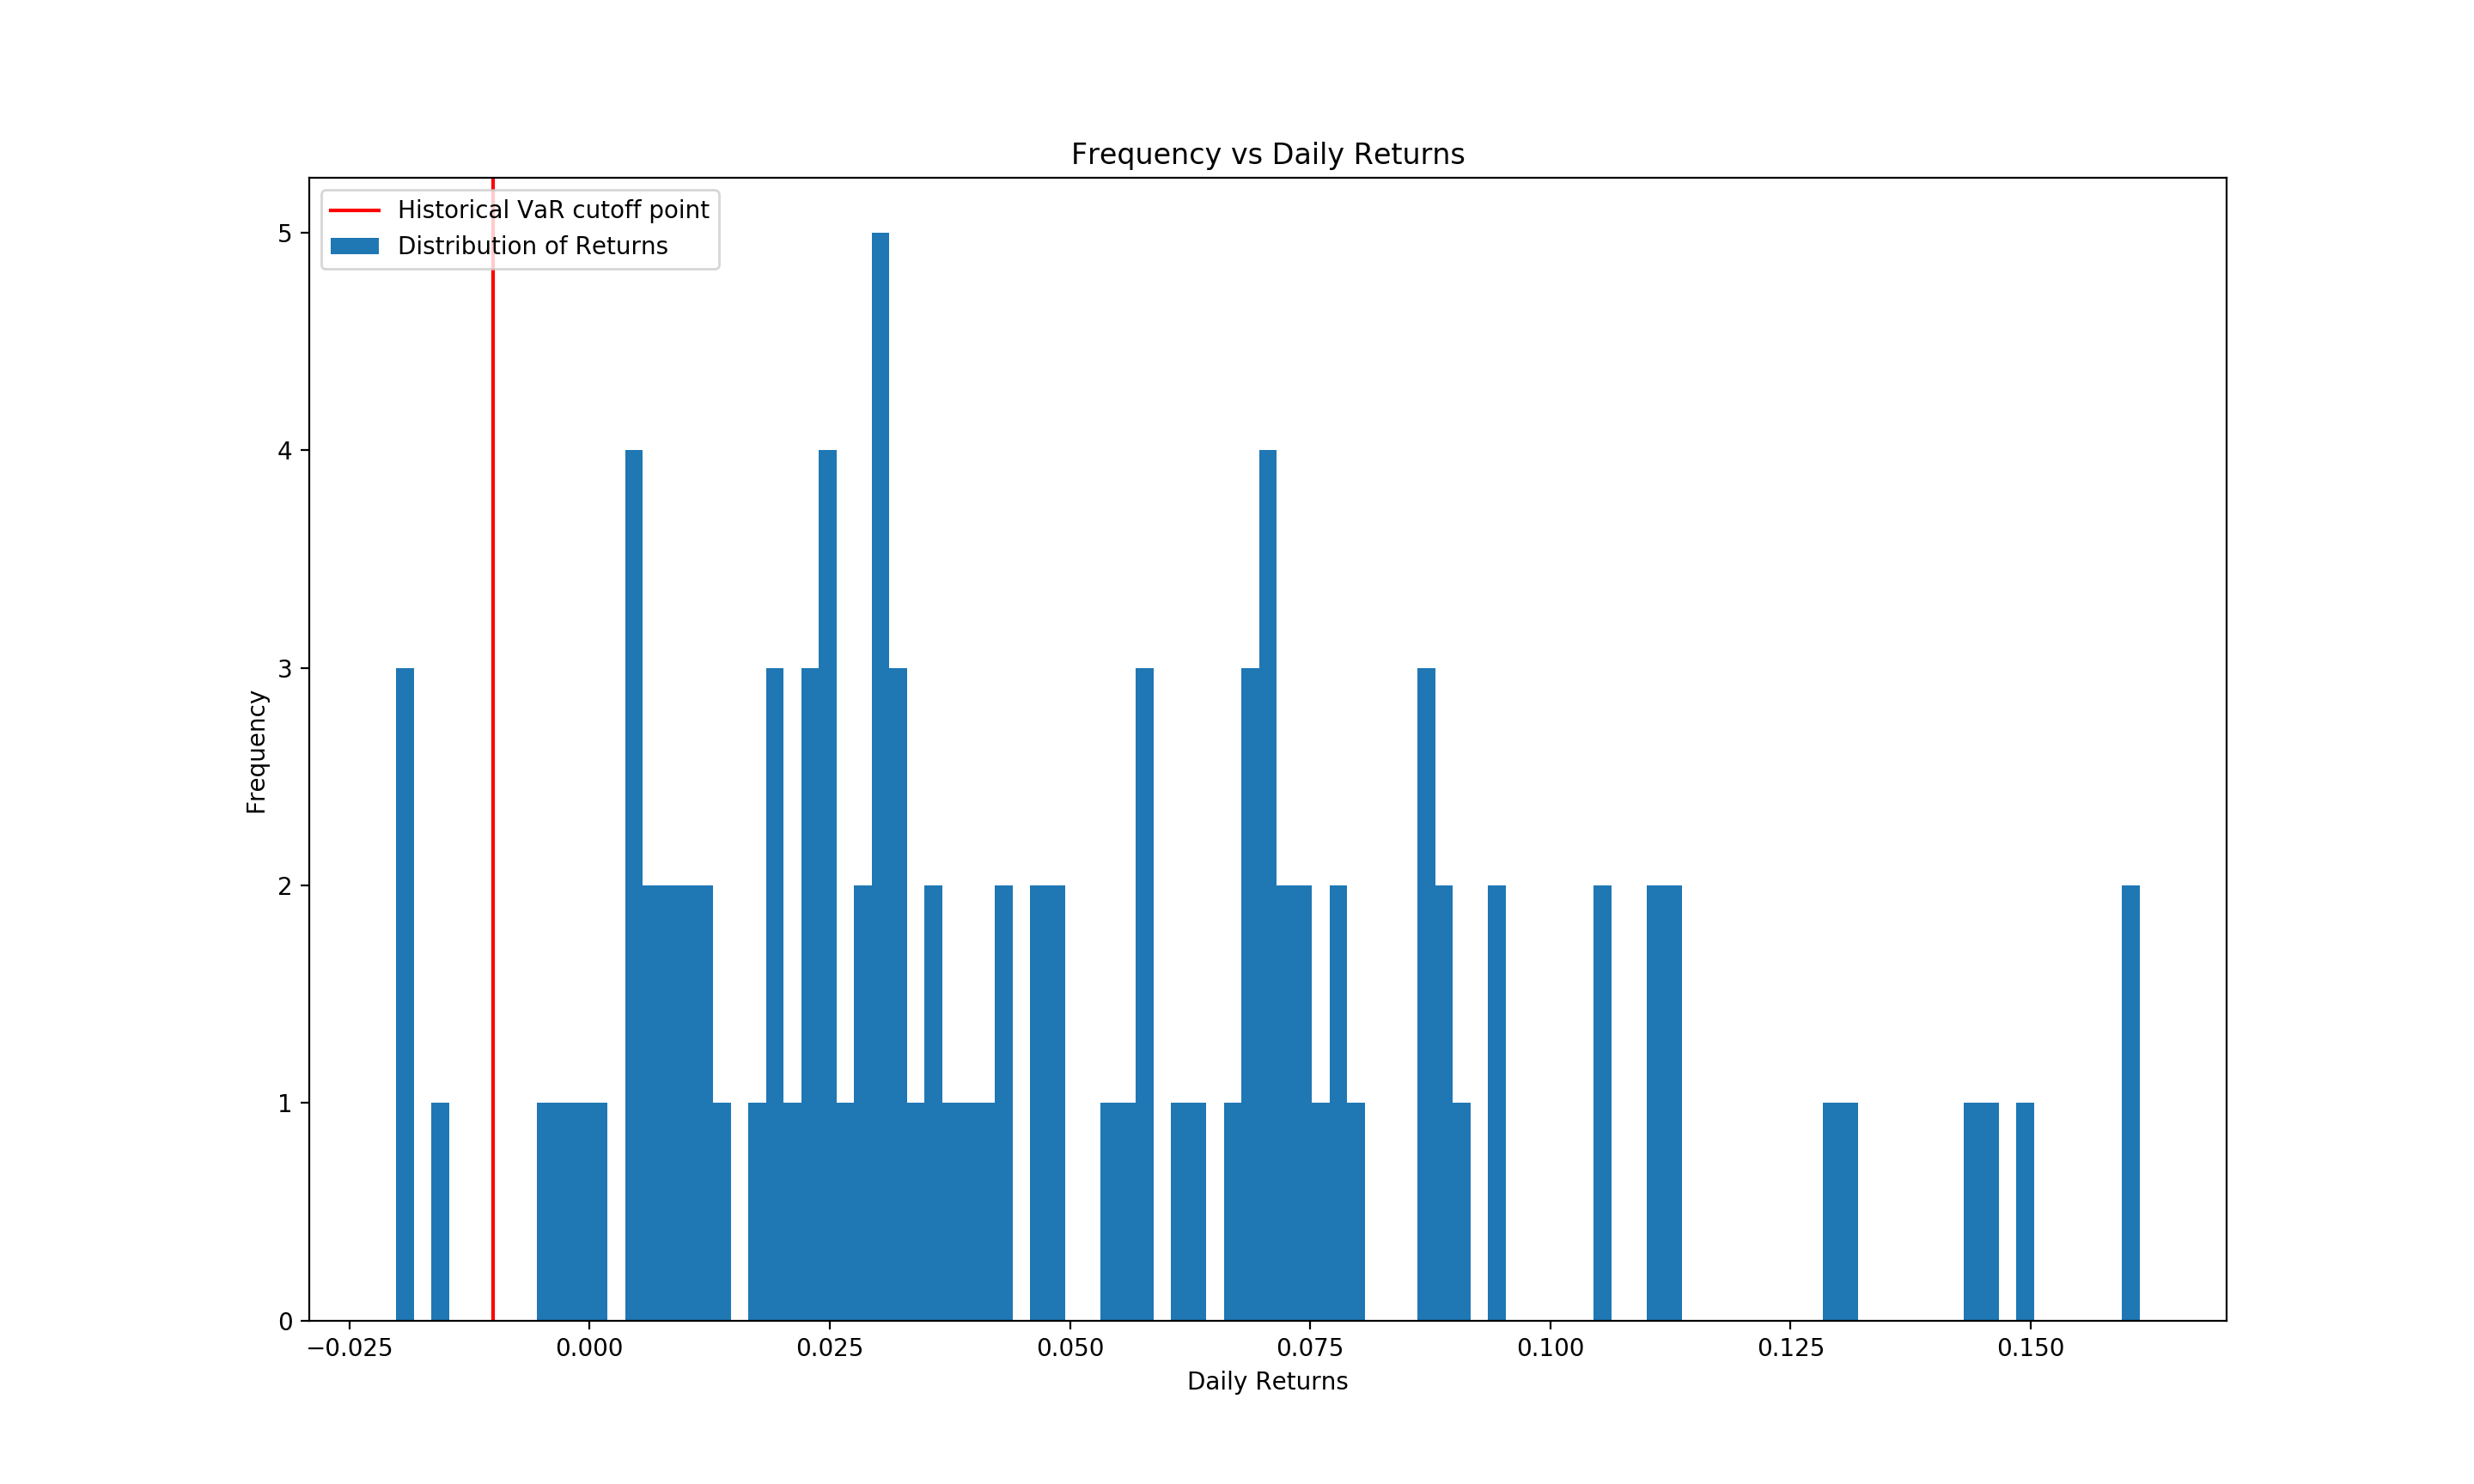 Frequency vs Daily Returns
Historical VaR cutoff point
Distribution of Returns
5
4
3
2
1
0
Frequency
−0.025 0.000 0.025 0.050 0.075 0.100 0.125 0.150
Daily Returns